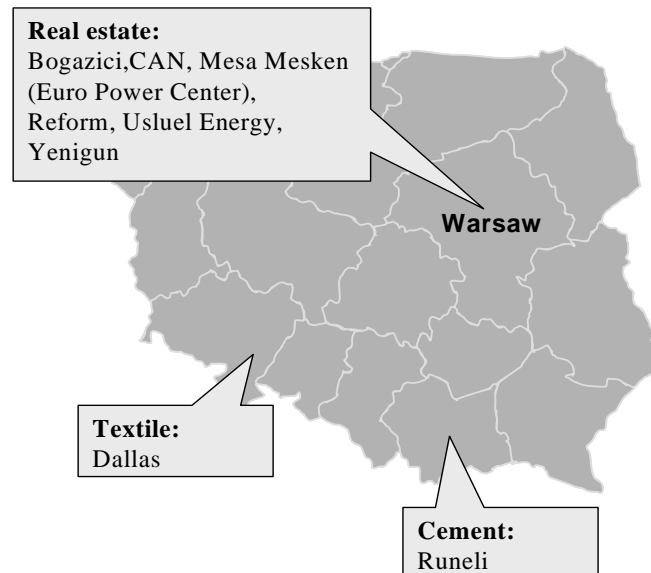 Real estate:
Bogazici,CAN, Mesa Mesken
(Euro Power Center),
Reform, Usluel Energy,
Yenigun
Warsaw
Textile:
Dallas
Cement:
Runeli